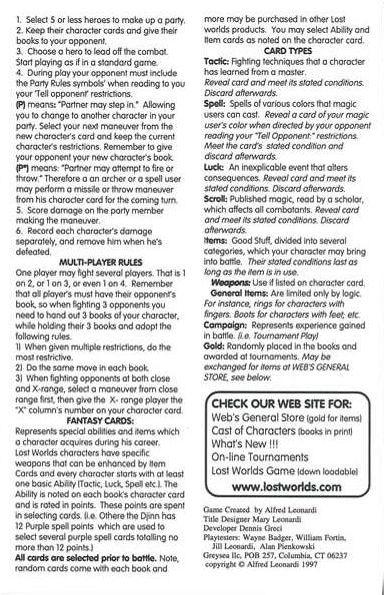 1. Select 5 or less heroes to make up a party.
2. Keep their character cards and give their
books to your opponent.
3. Choose a hero to lead off the combat.
Start playing as if in a standard game.
4. During play your opponent must include
the Party Rules symbols' when reading to you
your 'Tell opponent' restrictions.
(P) means: "Partner may step in." Allowing
you to change to another character in your
party. Select your next maneuver from the
new character's card and keep the current
character's restrictions. Remember to give
your opponent your new character's book.
(P*) means: "Partner may attempt to fire or
throw." Therefore a an archer or a spell user
may perform a missile or throw maneuver
from his character card for the coming turn.
5. Score damage on the party member
making the maneuver.
6. Record each character's damage
separately, and remove him when he's
defeated.
MULTI-PLAYER RULES
One player may fight several players. That is 1
on 2, or 1 on 3, or even 1 on 4. Remember
that all player's must have their opponent's
book, so when fighting 3 opponents you
need to hand out 3 books of your character,
while holding their 3 books and adopt the
following rules.
1) When given multiple restrictions, do the
most restrictive.
2) Do the same move in each book.
3) When fighting opponents at both close
and X-range, select a maneuver from close
range first, then give the X- range player the
"X" column's number on your character card.
FANTASY CARDS:
Represents special abilities and items which
a character acquires during his career.
Lost Worlds characters have specific
weapons that can be enhanced by Item
Cards and every character starts with at least
one basic Ability (Tactic, Luck, Spell etc.). The
Ability is noted on each book's character card
and is rated in points. These points are spent
in selecting cards. (i.e. Othere the Djinn has
12 Purple spell points which are used to
select several purple spell cards totalling no
more than 12 points.)
All cards are selected prior to battle. Note,
random cards come with each book and
more may be purchased in other Lost
worlds products. You may select Ability and
Item cards as noted on the character card.
CARD TYPES
Tactic: Fighting techniques that a character
has learned from a master.
Reveal card and meet its stated conditions.
Discard afterwards.
Spell: Spells of various colors that magic
users can cast. Reveal a card of your magic
user's color when directed by your opponent
reading your "Tell Opponent:" restrictions.
Meet the card's stated condition and
discard afterwards.
Luck: An inexplicable event that alters
consequences. Reveal card and meet its
stated conditions. Discard afterwards.
Scroll: Published magic, read by a scholar,
which affects all combatants. Reveal card
and meet its stated conditions. Discard
afterwards.
Items: Good Stuff, divided into several
categories, which your character may bring
into battle. Their stated conditions last as
long as the item is in use.
Weapons: Use if listed on character card.
General Items: Are limited only by logic.
For instance, rings for characters with
fingers. Boots for characters with feet; etc.
Campaign: Represents experience gained
in battle. (i.e. Tournament Play)
Gold: Randomly placed in the books and
awarded at tournaments. May be
exchanged for items at WEB'S GENERAL
STORE, see below.
CHECK OUR WEB SITE FOR:
Web's General Store (gold for items)
Cast of Characters (books in print)
What's New !!!
On-line Tournaments
Lost Worlds Game (down loadable)
www.lostworlds.com
Game Created by Alfred Leonardi
Title Designer Mary Leonardi
Developer Dennis Greci
Playtesters: Wayne Badger, William Fortin,
Jill Leonardi, Alan Pienkowski
Greysea llc, POB 257, Columbia, CT 06237
copyright © Alfred Leonardi 1997